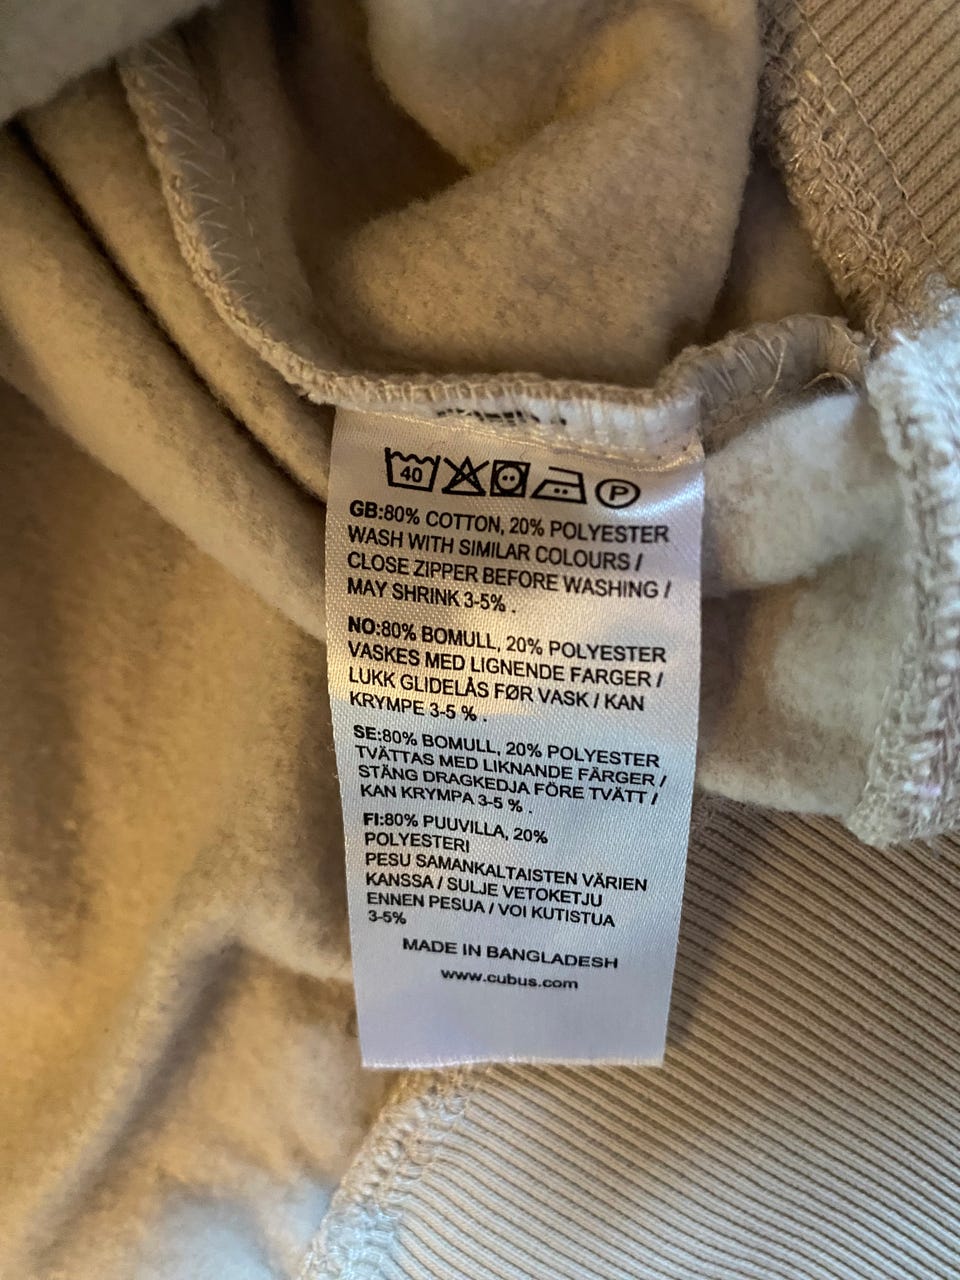 40 P
GB:80% COTTON, 20% POLYESTER
WASH WITH SIMILAR COLOURS /
CLOSE ZIPPER BEFORE WASHING /
MAY SHRINK 3-5% .
NO:80% BOMULL, 20% POLYESTER
VASKES MED LIGNENDE FARGER /
LUKK GLIDELÅS FØR VASK / KAN
KRYMPE 3-5 % .
SE:80% BOMULL, 20% POLYESTER
TVÄTTAS MED LIKNANDE FÄRGER /
STÄNG DRAGKEDJA FÖRE TVÄTT /
KAN KRYMPA 3-5 % .
FI:80% PUUVILLA, 20%
POLYESTERI
PESU SAMANKALTAISTEN VÄRIEN
KANSSA / SULJE VETOKETJU
ENNEN PESUA / VOI KUTISTUA
3-5%
MADE IN BANGLADESH
www.cubus.com